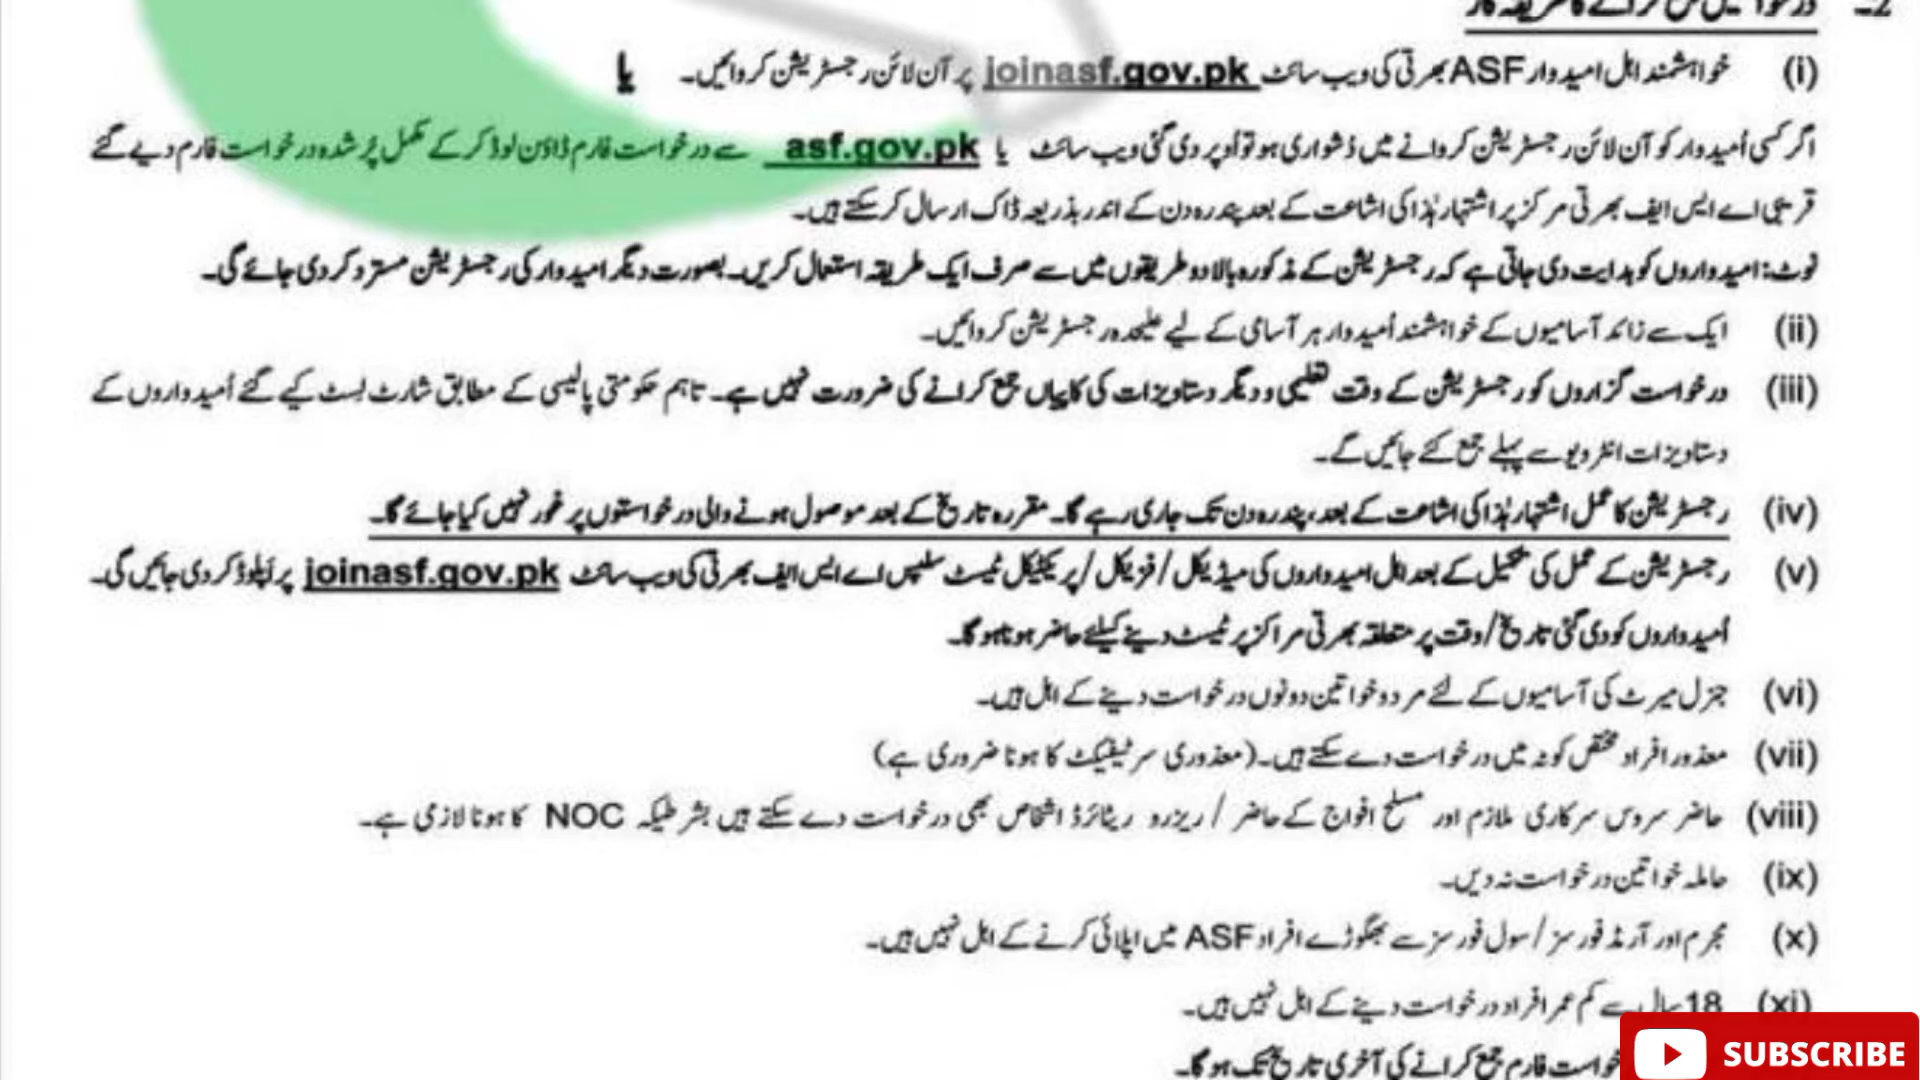 2۔ درخواستیں جمع کرانے کا طریقہ کار
(i) خواہشمند اہل امیدوار ASF بھرتی کی ویب سائٹ joinasf.gov.pk پر آن لائن رجسٹریشن کروائیں۔ یا
اگر کسی اُمیدوار کو آن لائن رجسٹریشن کروانے میں دُشواری ہو تو اُوپر دی گئی ویب سائٹ یا asf.gov.pk سے درخواست فارم ڈاؤن لوڈ کر کے مکمل پُر شدہ درخواست فارم دیے گئے
قریبی اے ایس ایف بھرتی مرکز پر اشتہار ہٰذا کی اشاعت کے بعد پندرہ دن کے اندر بذریعہ ڈاک ارسال کر سکتے ہیں۔
نوٹ: امیدواروں کو ہدایت دی جاتی ہے کہ رجسٹریشن کے مذکورہ بالا دو طریقوں میں سے صرف ایک طریقہ استعمال کریں۔ بصورت دیگر امیدوار کی رجسٹریشن مسترد کر دی جائے گی۔
(ii) ایک سے زائد آسامیوں کے خواہشمند اُمیدوار ہر آسامی کے لیے علیحدہ رجسٹریشن کروائیں۔
(iii) درخواست گزاروں کو رجسٹریشن کے وقت تعلیمی و دیگر دستاویزات کی کاپیاں جمع کرانے کی ضرورت نہیں ہے۔ تاہم حکومتی پالیسی کے مطابق شارٹ لسٹ کیے گئے اُمیدواروں کے
دستاویزات انٹرویو سے پہلے جمع کئے جائیں گے۔
(iv) رجسٹریشن کا عمل اشتہار ہٰذا کی اشاعت کے بعد، پندرہ دن تک جاری رہے گا۔ مقررہ تاریخ کے بعد موصول ہونے والی درخواستوں پر غور نہیں کیا جائے گا۔
(v) رجسٹریشن کے عمل کی تکمیل کے بعد اہل امیدواروں کی میڈیکل/فزیکل/پریکٹیکل ٹیسٹ سلپس اے ایس ایف بھرتی کی ویب سائٹ joinasf.gov.pk پر اَپلوڈ کر دی جائیں گی۔
اُمیدواروں کو دی گئی تاریخ/وقت پر متعلقہ بھرتی مراکز پر ٹیسٹ دینے کیلئے حاضر ہونا ہو گا۔
(vi) جنرل میرٹ کی آسامیوں کے لئے مرد و خواتین دونوں درخواست دینے کے اہل ہیں۔
(vii) معذور افراد مختص کوٹہ میں درخواست دے سکتے ہیں۔ (معذوری سرٹیفیکٹ کا ہونا ضروری ہے)
(viii) حاضر سروس سرکاری ملازم اور مسلح افواج کے حاضر / ریزرو ریٹائرڈ اشخاص بھی درخواست دے سکتے ہیں بشرطیکہ NOC کا ہونا لازمی ہے۔
(ix) حاملہ خواتین درخواست نہ دیں۔
(x) مجرم اور آرمڈ فورسز/سول فورسز سے بھگوڑے افراد ASF میں اپلائی کرنے کے اہل نہیں ہیں۔
(xi) 18 سال سے کم عمر افراد درخواست دینے کے اہل نہیں ہیں۔
خواست فارم جمع کرانے کی آخری تاریخ تک ہو گا۔
SUBSCRIBE